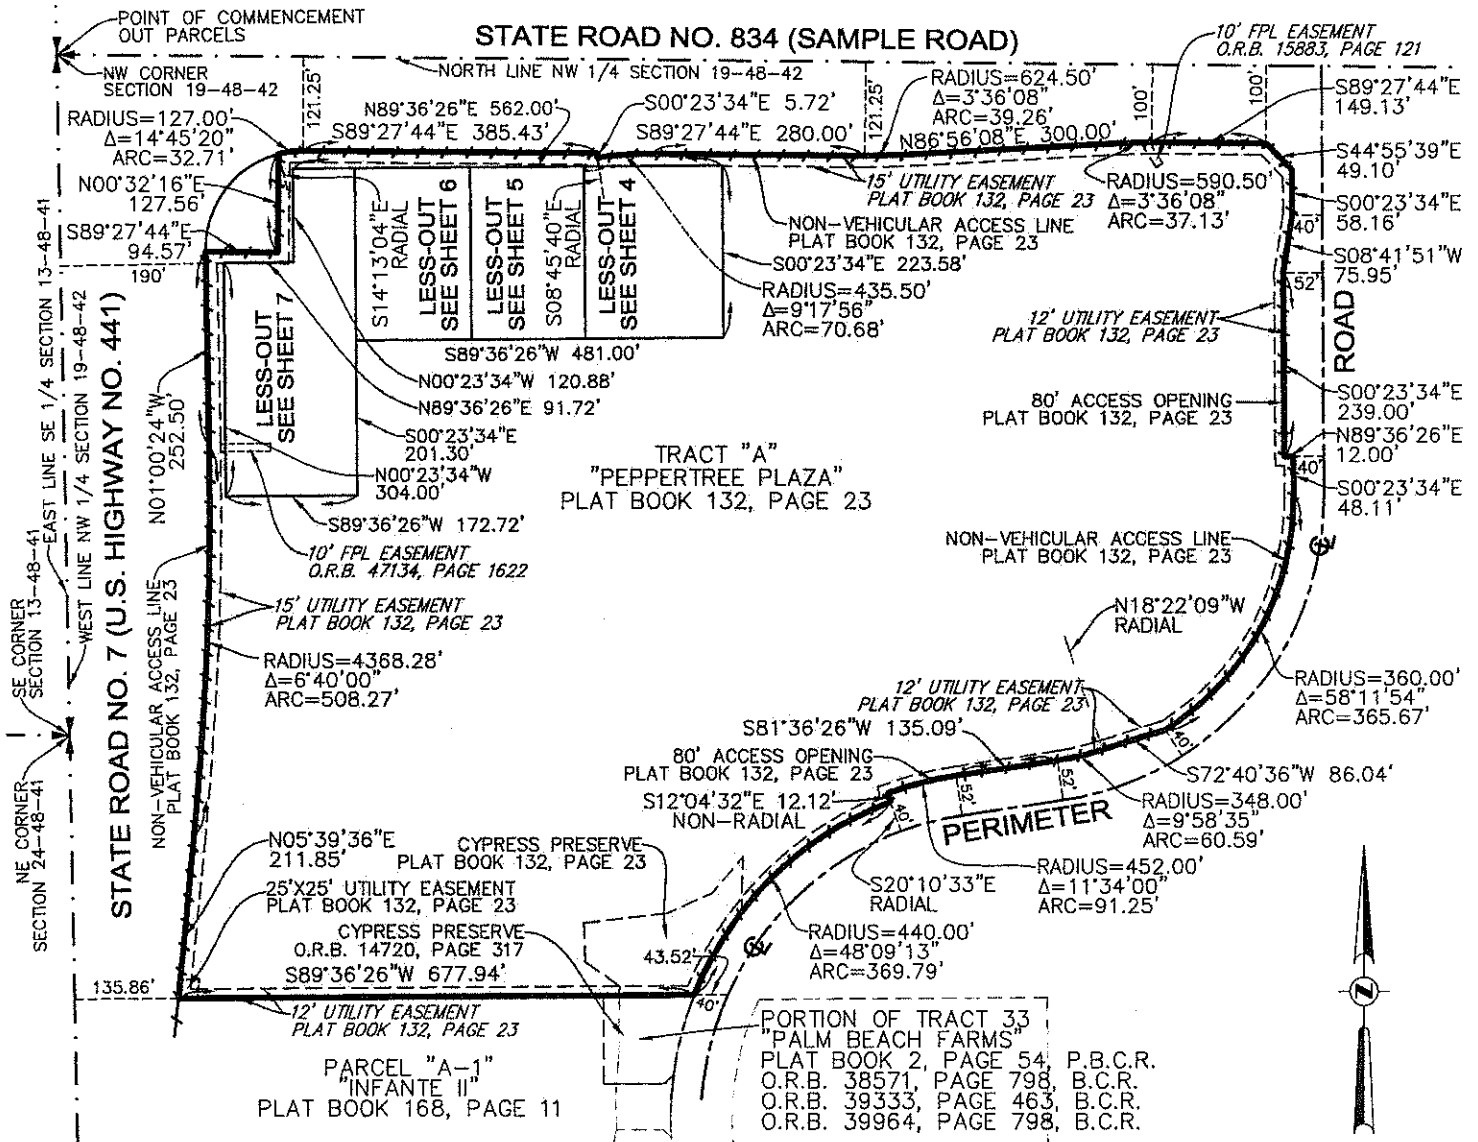 POINT OF COMMENCEMENT
OUT PARCELS
STATE ROAD NO. 834 (SAMPLE ROAD)
10' FPL EASEMENT
O.R.B. 15883, PAGE 121
NW CORNER
SECTION 19-48-42
NORTH LINE NW 1/4 SECTION 19-48-42
121.25'
121.25'
100'
100'
RADIUS=127.00'
Δ=14°45'20"
ARC=32.71'
N89°36'26"E 562.00'
S89°27'44"E 385.43'
S00°23'34"E 5.72'
S89°27'44"E 280.00'
RADIUS=624.50'
Δ=3°36'08"
ARC=39.26'
N86°56'08"E 300.00'
S89°27'44"E
149.13'
S44°55'39"E
49.10'
N00°32'16"E
127.56'
S89°27'44"E
94.57'
190'
15' UTILITY EASEMENT
PLAT BOOK 132, PAGE 23
RADIUS=590.50'
Δ=3°36'08"
ARC=37.13'
S00°23'34"E
58.16'
40'
S08°41'51"W
75.95'
52'
S14°13'04"E
RADIAL
LESS-OUT
SEE SHEET 6
LESS-OUT
SEE SHEET 5
S08°45'40"E
RADIAL
LESS-OUT
SEE SHEET 4
NON-VEHICULAR ACCESS LINE
PLAT BOOK 132, PAGE 23
S00°23'34"E 223.58'
RADIUS=435.50'
Δ=9°17'56"
ARC=70.68'
12' UTILITY EASEMENT
PLAT BOOK 132, PAGE 23
ROAD
LESS-OUT
SEE SHEET 7
S89°36'26"W 481.00'
N00°23'34"W 120.88'
N89°36'26"E 91.72'
S00°23'34"E
201.30'
N00°23'34"W
304.00'
S89°36'26"W 172.72'
10' FPL EASEMENT
O.R.B. 47134, PAGE 1622
80' ACCESS OPENING
PLAT BOOK 132, PAGE 23
S00°23'34"E
239.00'
N89°36'26"E
12.00'
40'
S00°23'34"E
48.11'
TRACT "A"
"PEPPERTREE PLAZA"
PLAT BOOK 132, PAGE 23
NON-VEHICULAR ACCESS LINE
PLAT BOOK 132, PAGE 23
EAST LINE SE 1/4 SECTION 13-48-41
WEST LINE NW 1/4 SECTION 19-48-42
STATE ROAD NO. 7 (U.S. HIGHWAY NO. 441)
N01°00'24"W
252.50'
NON-VEHICULAR ACCESS LINE
PLAT BOOK 132, PAGE 23
SE CORNER
SECTION 13-48-41
NE CORNER
SECTION 24-48-41
15' UTILITY EASEMENT
PLAT BOOK 132, PAGE 23
RADIUS=4368.28'
Δ=6°40'00"
ARC=508.27'
N18°22'09"W
RADIAL
RADIUS=360.00'
Δ=58°11'54"
ARC=365.67'
12' UTILITY EASEMENT
PLAT BOOK 132, PAGE 23
S81°36'26"W 135.09'
80' ACCESS OPENING
PLAT BOOK 132, PAGE 23
S12°04'32"E 12.12'
NON-RADIAL
40'
S72°40'36"W 86.04'
52'
52'
40'
PERIMETER
RADIUS=348.00'
Δ=9°58'35"
ARC=60.59'
RADIUS=452.00'
Δ=11°34'00"
ARC=91.25'
S20°10'33"E
RADIAL
RADIUS=440.00'
Δ=48°09'13"
ARC=369.79'
N05°39'36"E
211.85'
25'X25' UTILITY EASEMENT
PLAT BOOK 132, PAGE 23
CYPRESS PRESERVE
PLAT BOOK 132, PAGE 23
CYPRESS PRESERVE
O.R.B. 14720, PAGE 317
S89°36'26"W 677.94'
43.52'
40'
135.86'
12' UTILITY EASEMENT
PLAT BOOK 132, PAGE 23
PARCEL "A-1"
"INFANTE II"
PLAT BOOK 168, PAGE 11
PORTION OF TRACT 33
"PALM BEACH FARMS"
PLAT BOOK 2, PAGE 54, P.B.C.R.
O.R.B. 38571, PAGE 798, B.C.R.
O.R.B. 39333, PAGE 463, B.C.R.
O.R.B. 39964, PAGE 798, B.C.R.
Z